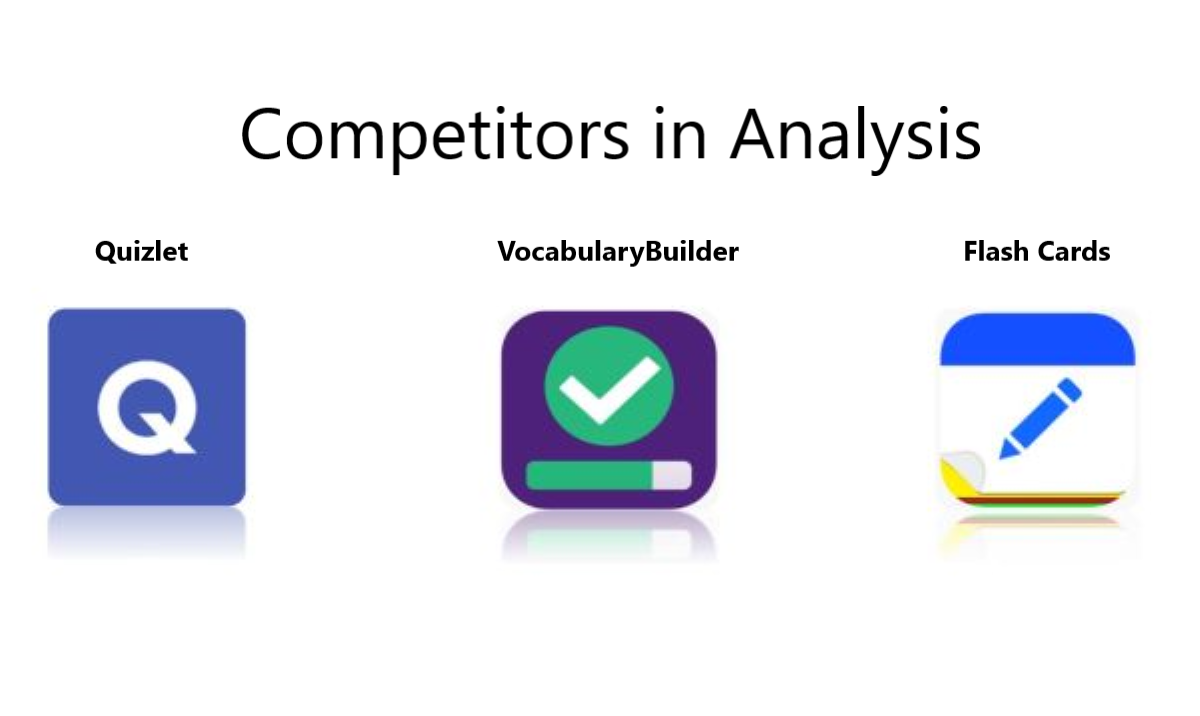 Competitors in Analysis
Quizlet
VocabularyBuilder
Flash Cards
Q